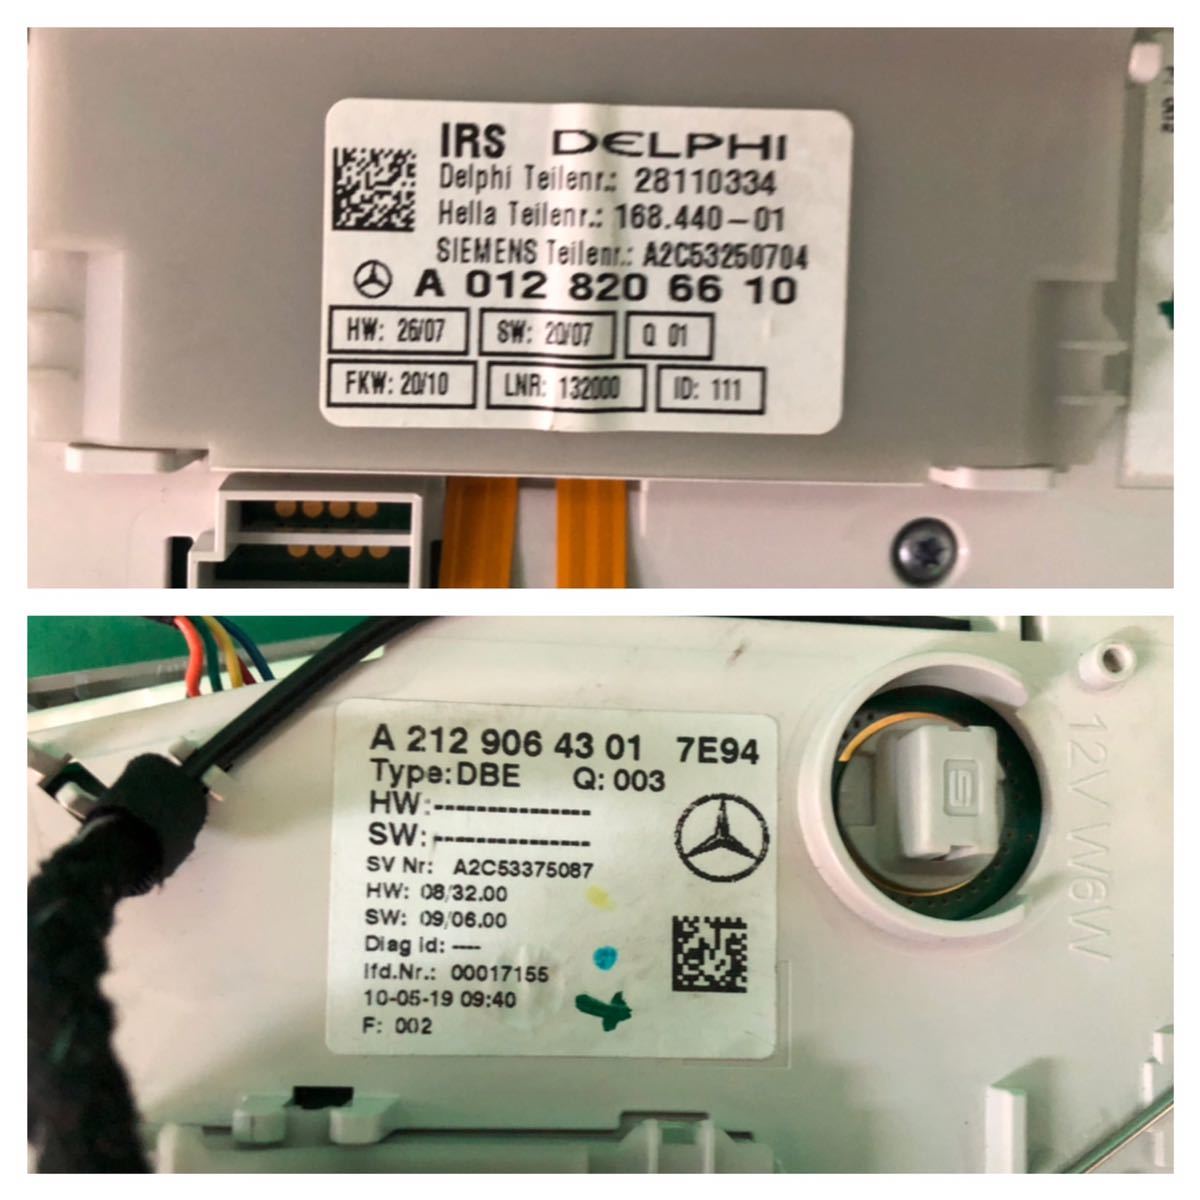 IRS DELPHI
Delphi Teilenr.: 28110334
Hella Teilenr.: 168.440-01
SIEMENS Teilenr.: A2C53250704
A 012 820 66 10
HW: 26/07 SW: 20/07 Q 01
FKW: 20/10 LNR: 132000 ID: 111
A 212 906 43 01 7E94
Type: DBE Q: 003
HW:----------------
SW:----------------
SV Nr: A2C53375087
HW: 08/32.00
SW: 09/06.00
Diag id: ----
lfd.Nr.: 00017155
10-05-19 09:40
F: 002
12V W6W